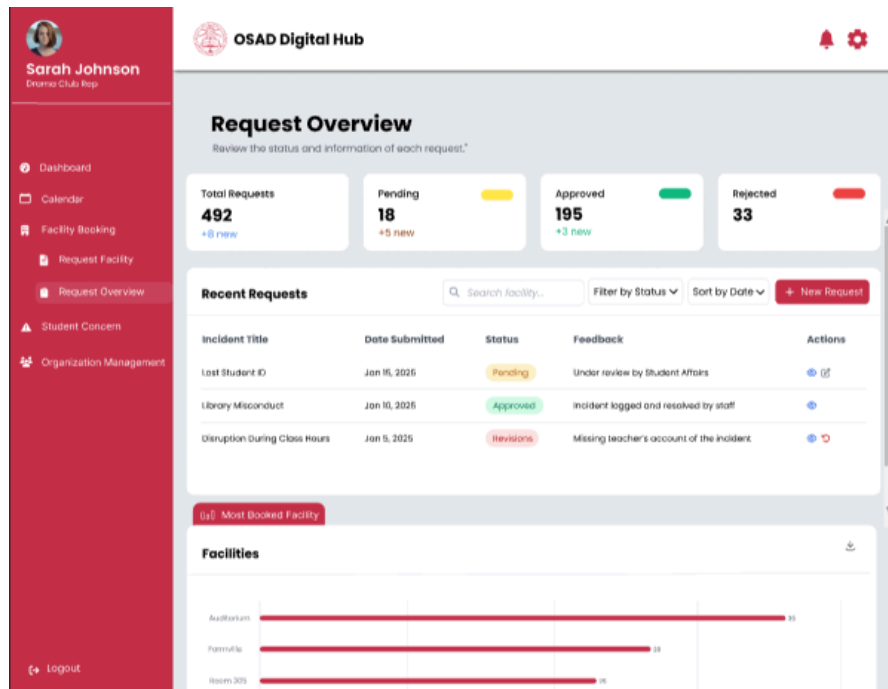 Sarah Johnson
Drama Club Rep
Dashboard
Calendar
Facility Booking
Request Facility
Request Overview
Student Concern
Organization Management
Logout
OSAD Digital Hub
Request Overview
Review the status and information of each request."
Total Requests
492
+8 new
Pending
18
+5 new
Approved
195
+3 new
Rejected
33
Recent Requests
Search facility...
Filter by Status
Sort by Date
+ New Request
Incident Title Date Submitted Status Feedback Actions
Lost Student ID Jan 15, 2025 Pending Under review by Student Affairs
Library Misconduct Jan 10, 2025 Approved Incident logged and resolved by staff
Disruption During Class Hours Jan 5, 2025 Revisions Missing teacher's account of the incident
Most Booked Facility
Facilities
Auditorium
Farmville
Room 305